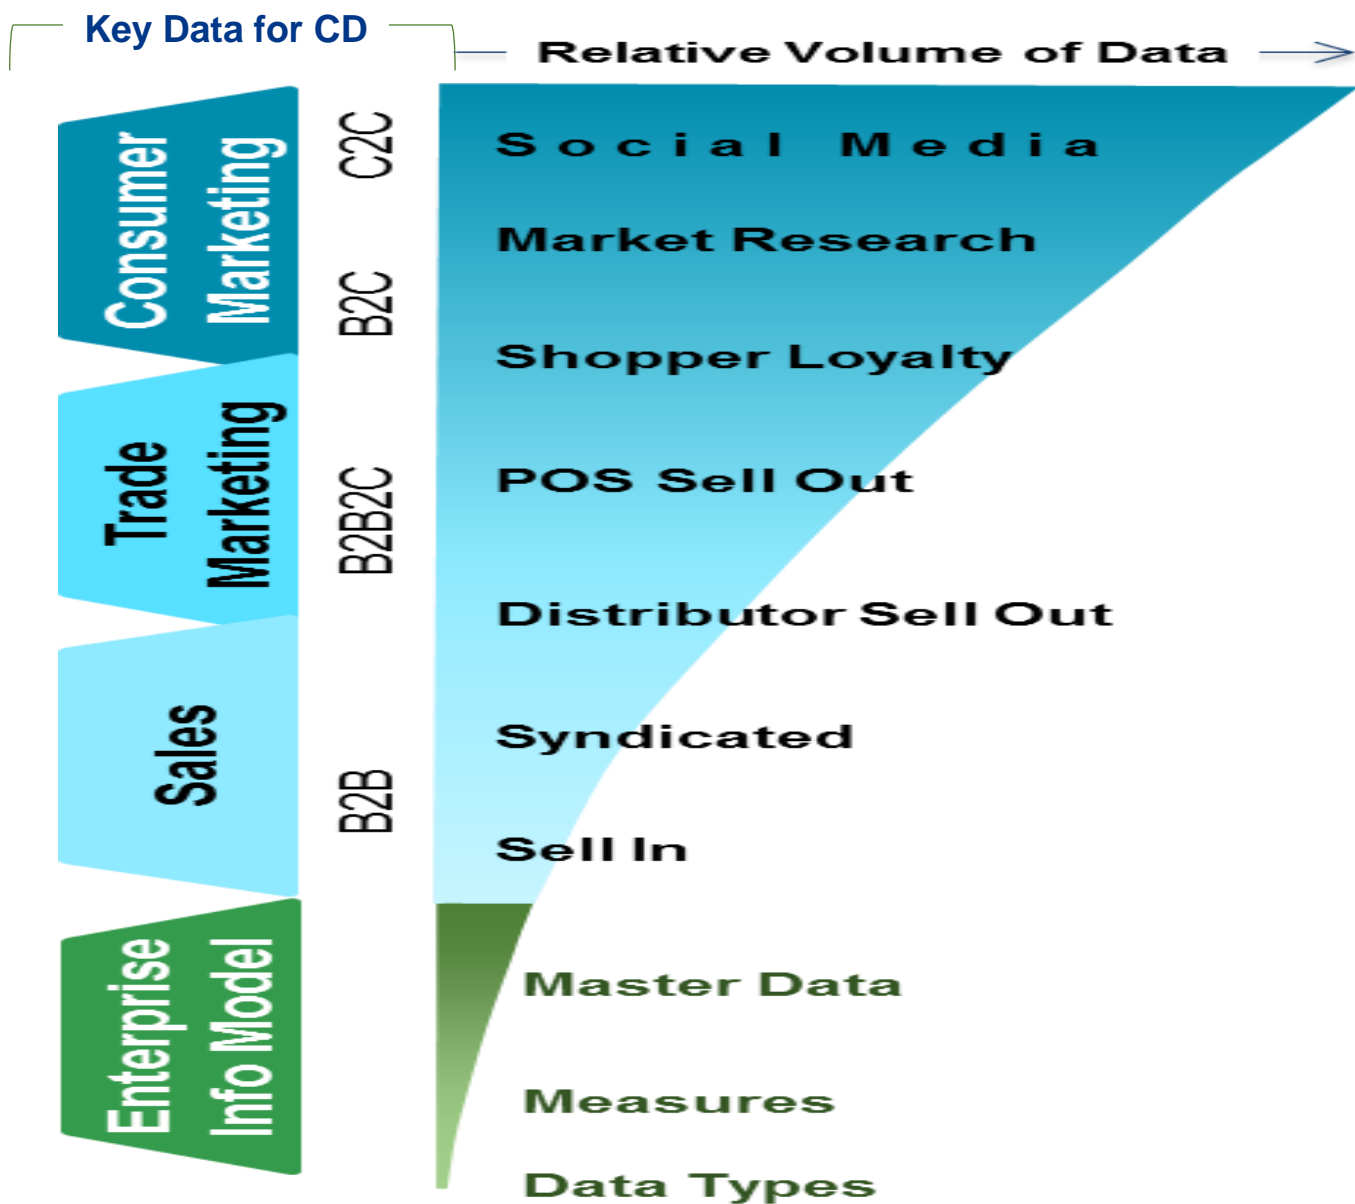 Key Data for CD
Relative Volume of Data
Consumer
Marketing
Trade
Marketing
Sales
Enterprise
Info Model
C2C
B2C
B2B2C
B2B
Social Media
Market Research
Shopper Loyalty
POS Sell Out
Distributor Sell Out
Syndicated
Sell In
Master Data
Measures
Data Types